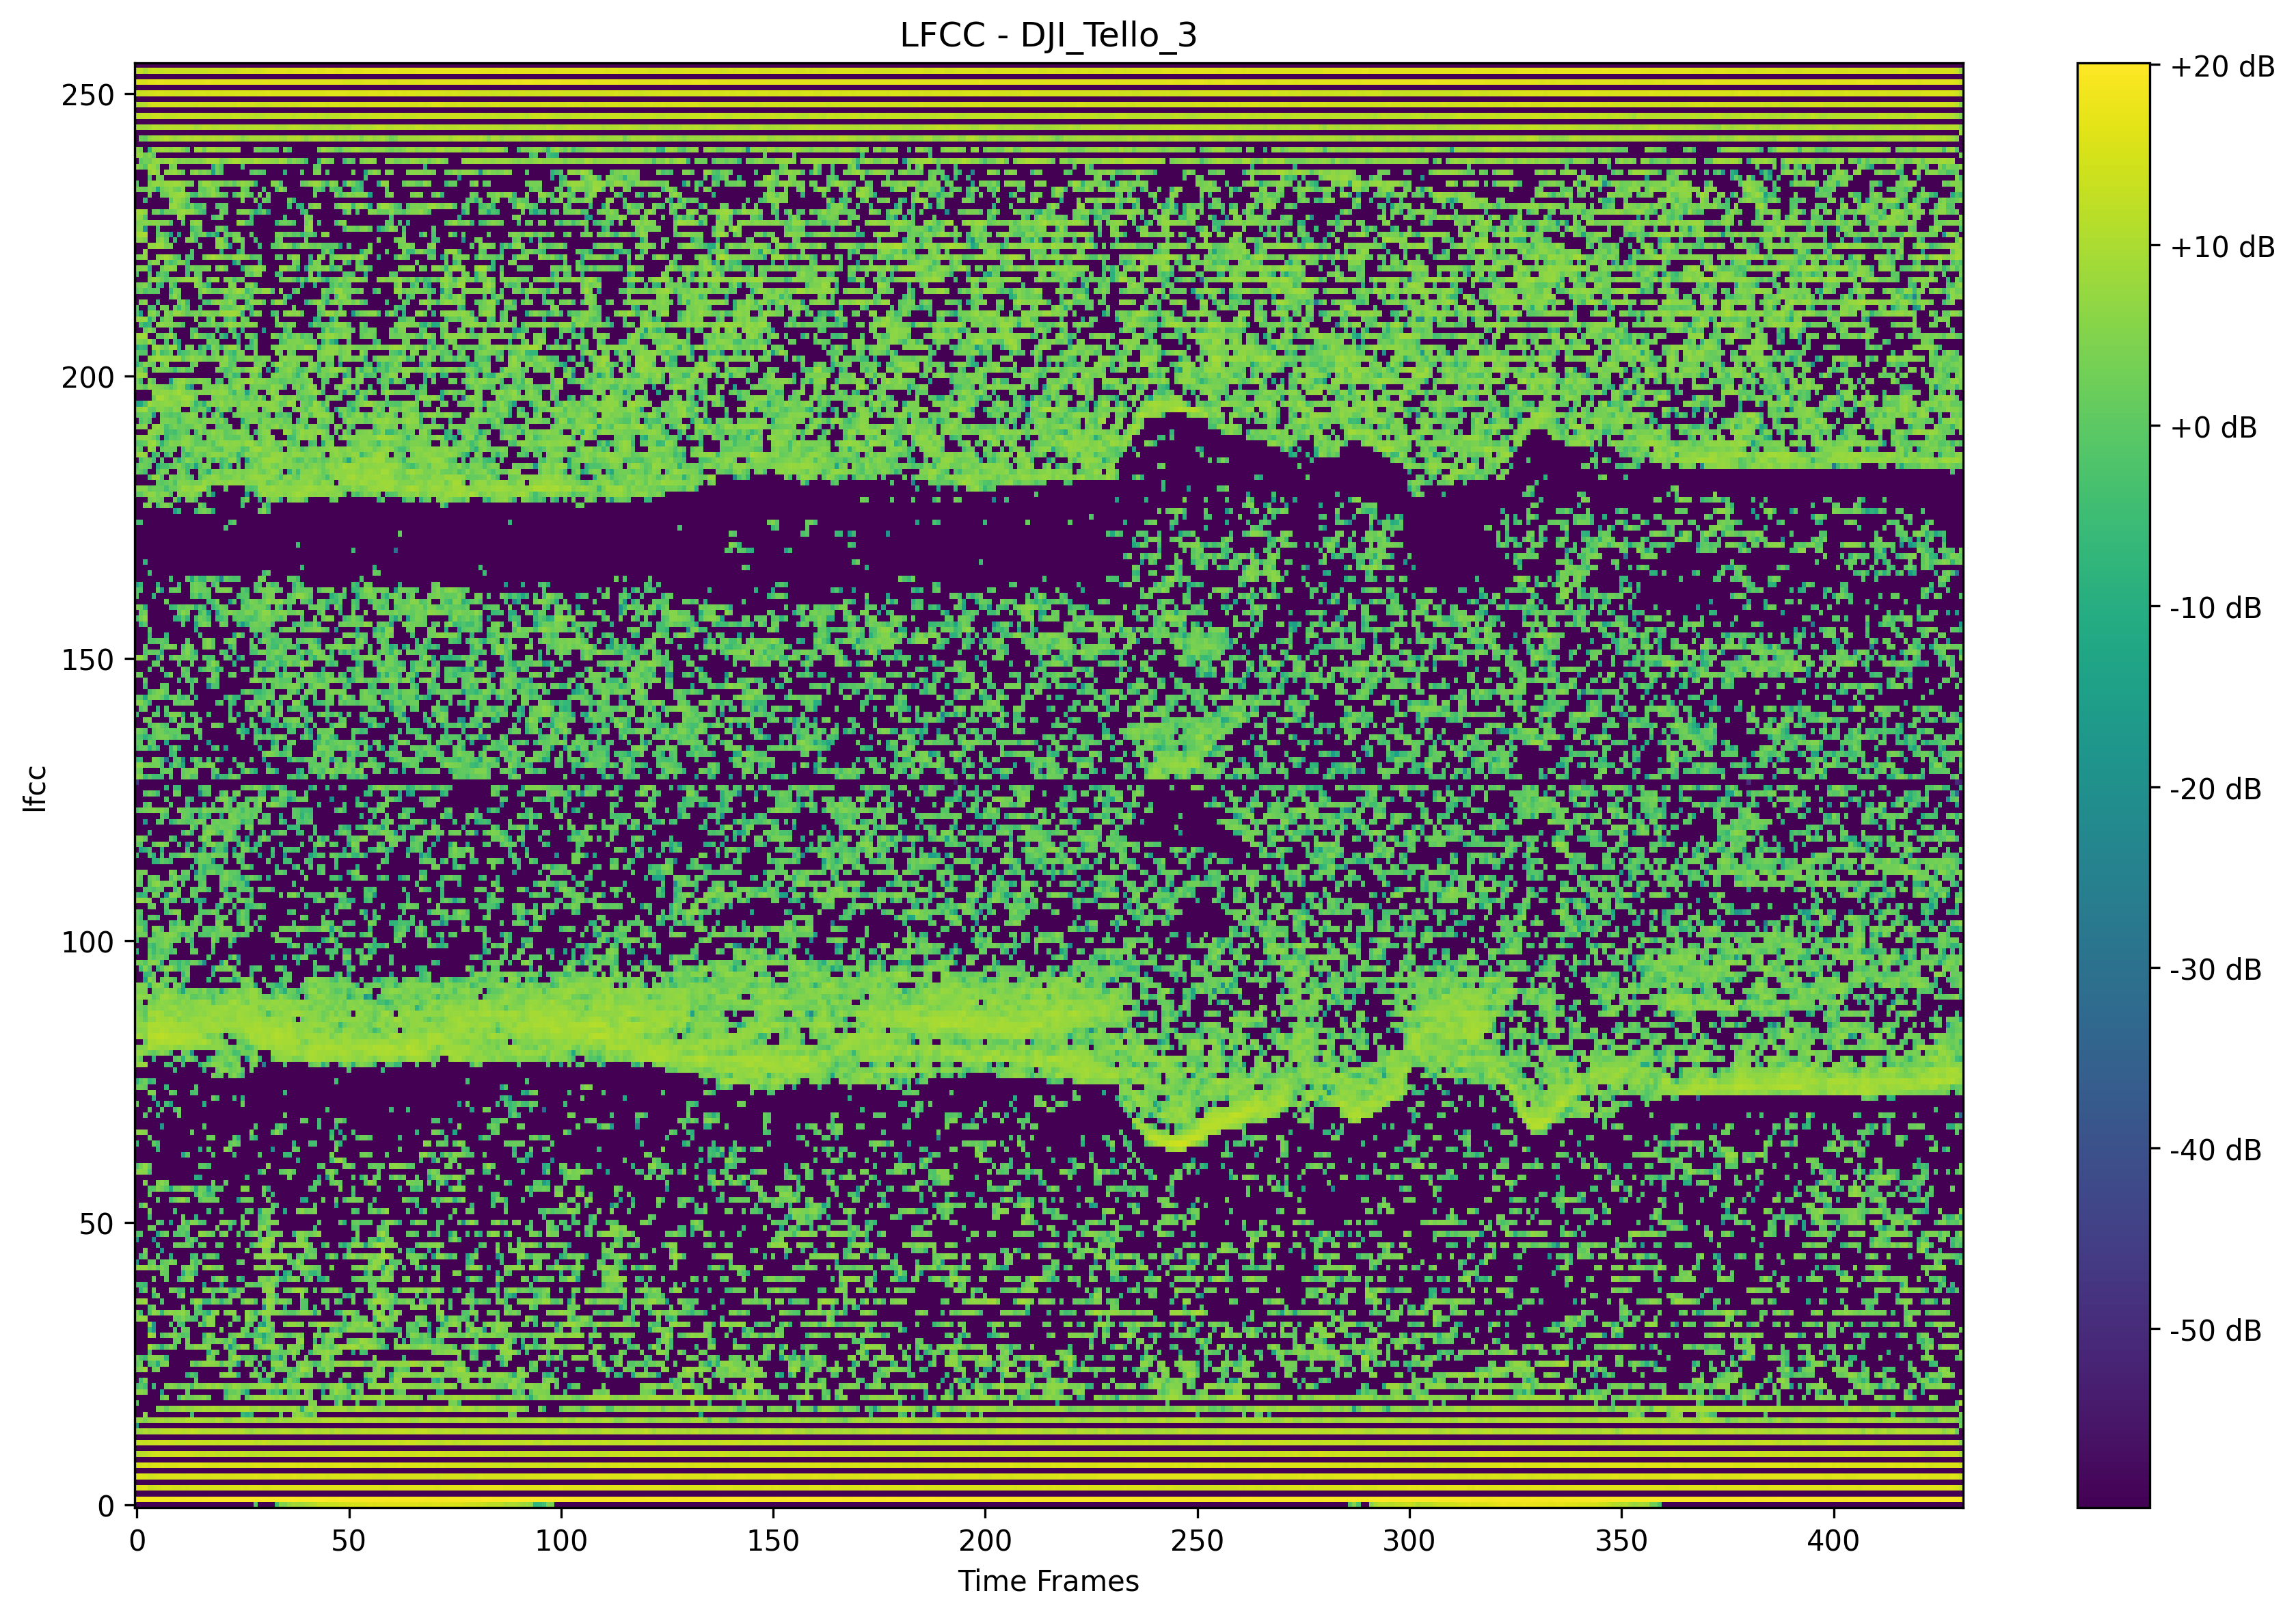 LFCC - DJI_Tello_3
250
200
150
100
50
0
lfcc
0 50 100 150 200 250 300 350 400
Time Frames
+20 dB
+10 dB
+0 dB
-10 dB
-20 dB
-30 dB
-40 dB
-50 dB